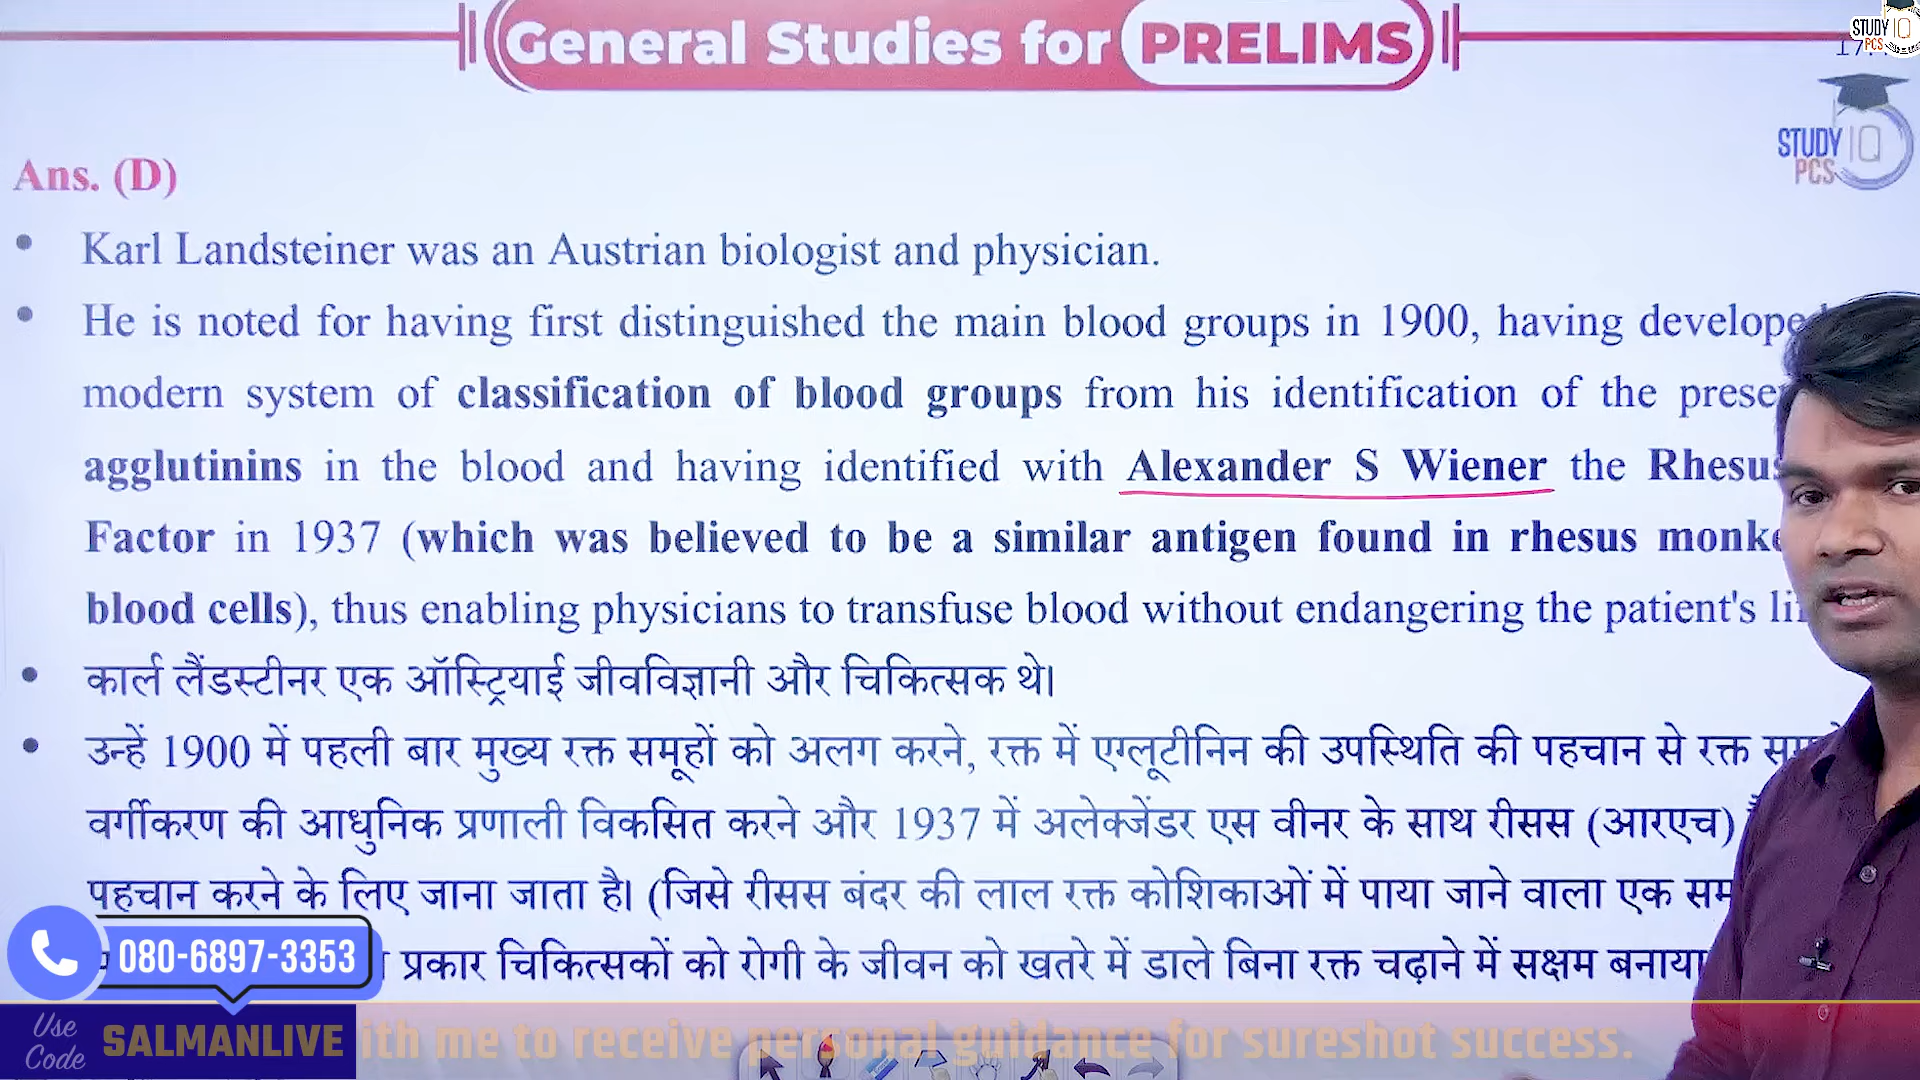 General Studies for PRELIMS
STUDY IQ
PCS
STUDY IQ
PCS
Ans. (D)
• Karl Landsteiner was an Austrian biologist and physician.
• He is noted for having first distinguished the main blood groups in 1900, having
modern system of classification of blood groups from his identification of the
agglutinins in the blood and having identified with Alexander S Wiener the
Factor in 1937 (which was believed to be a similar antigen found in rhesus
blood cells), thus enabling physicians to transfuse blood without endangering the patient's
• कार्ल लैंडस्टीनर एक ऑस्ट्रियाई जीवविज्ञानी और चिकित्सक थे।
• उन्हें 1900 में पहली बार मुख्य रक्त समूहों को अलग करने, रक्त में एग्लूटीनिन की उपस्थिति की पहचान से रक्त
वर्गीकरण की आधुनिक प्रणाली विकसित करने और 1937 में अलेक्जेंडर एस वीनर के साथ रीसस (आरएच)
पहचान करने के लिए जाना जाता है। (जिसे रीसस बंदर की लाल रक्त कोशिकाओं में पाया जाने वाला एक
प्रकार चिकित्सकों को रोगी के जीवन को खतरे में डाले बिना रक्त चढ़ाने में सक्षम बनाया
080-6897-3353
Use Code SALMANLIVE
ith me to receive personal guidance for sureshot success.